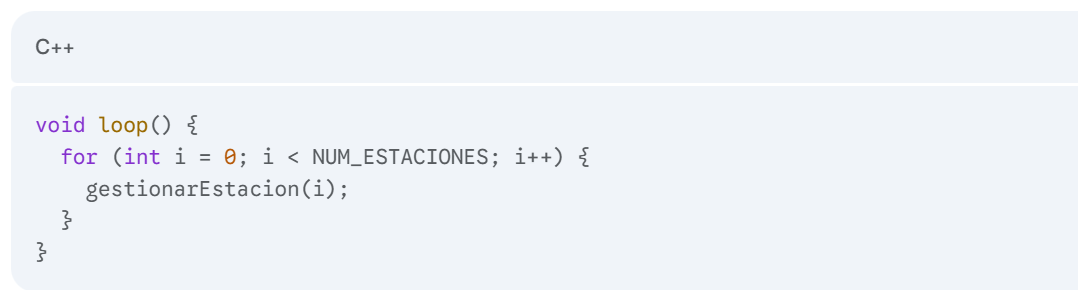 C++
void loop() {
  for (int i = 0; i < NUM_ESTACIONES; i++) {
    gestionarEstacion(i);
  }
}